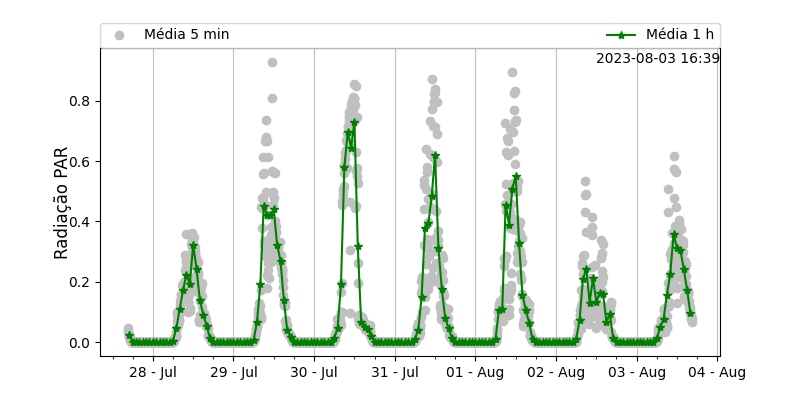 Média 5 min
Média 1 h
2023-08-03 16:39
Radiação PAR
0.8
0.6
0.4
0.2
0.0
28 - Jul
29 - Jul
30 - Jul
31 - Jul
01 - Aug
02 - Aug
03 - Aug
04 - Aug